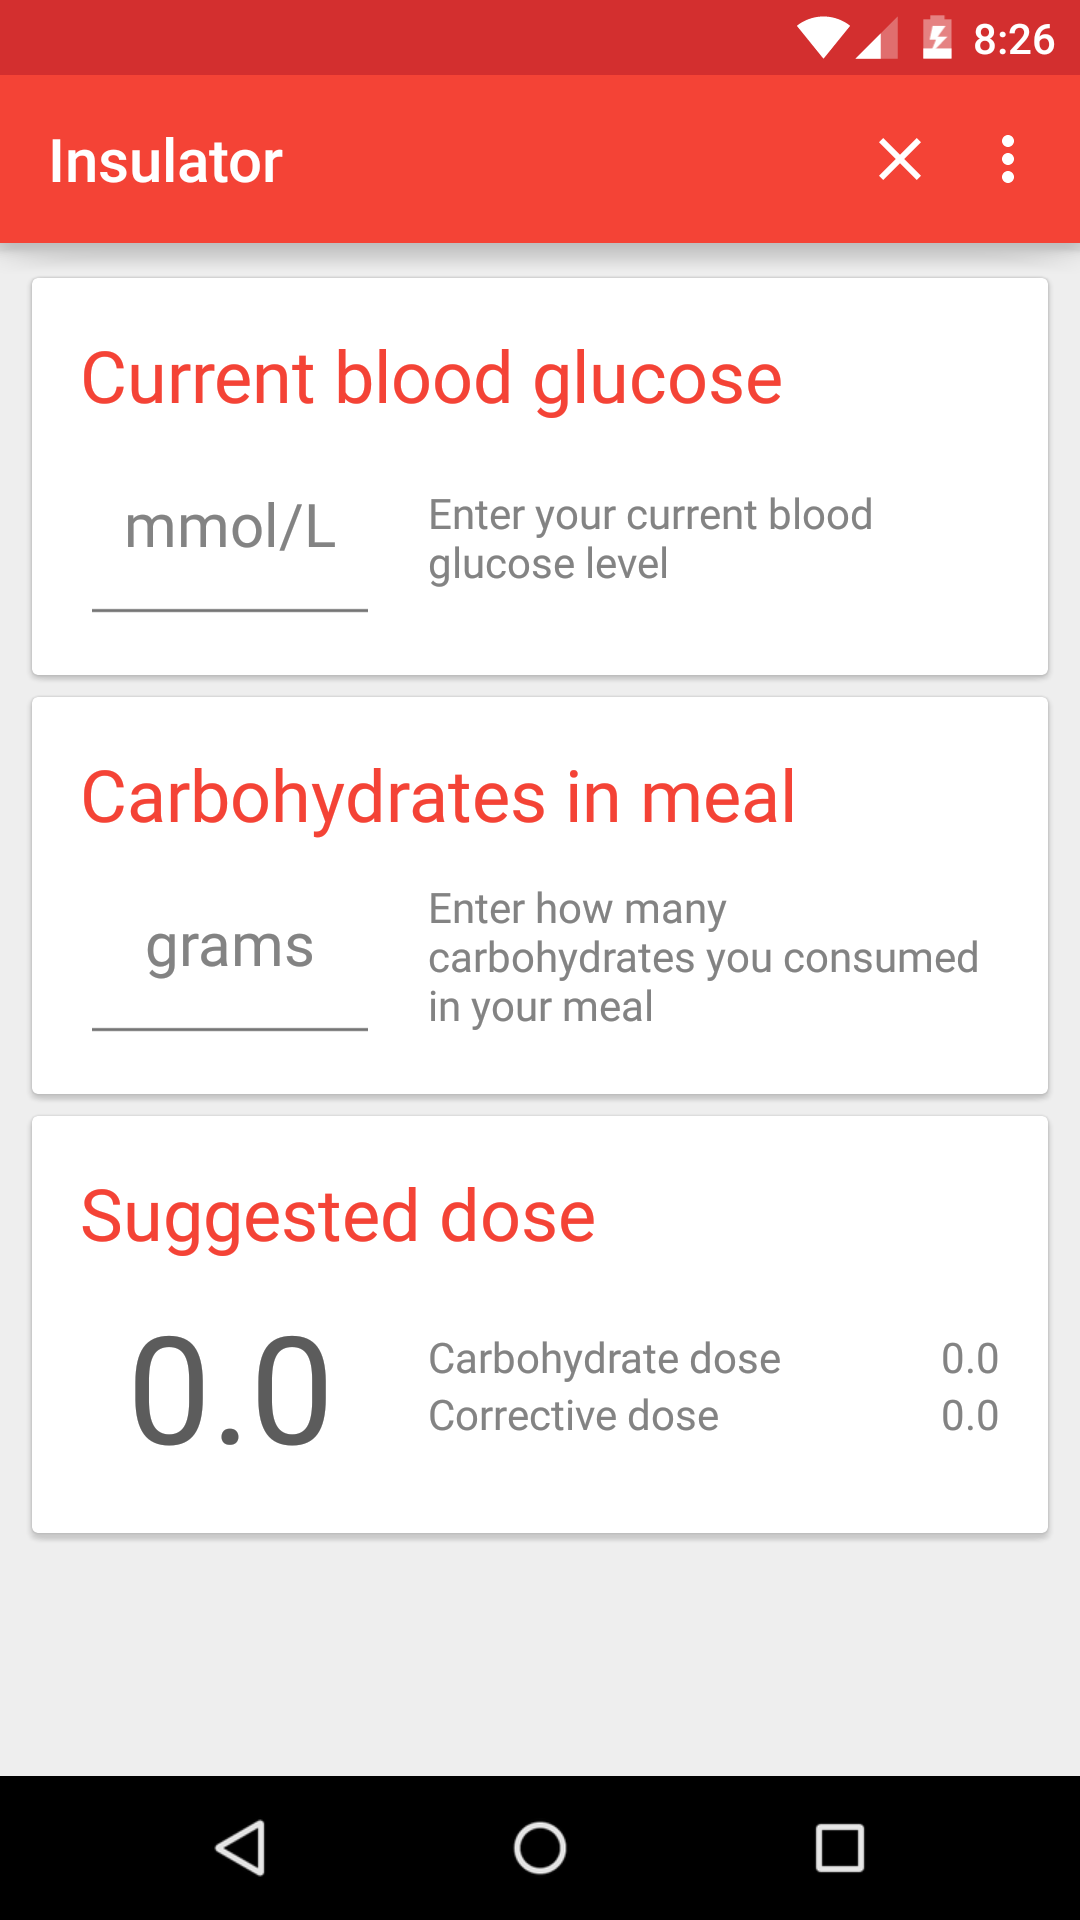 8:26
Insulator
Current blood glucose
mmol/L
Enter your current blood
glucose level
Carbohydrates in meal
grams
Enter how many
carbohydrates you consumed
in your meal
Suggested dose
0.0
Carbohydrate dose 0.0
Corrective dose 0.0